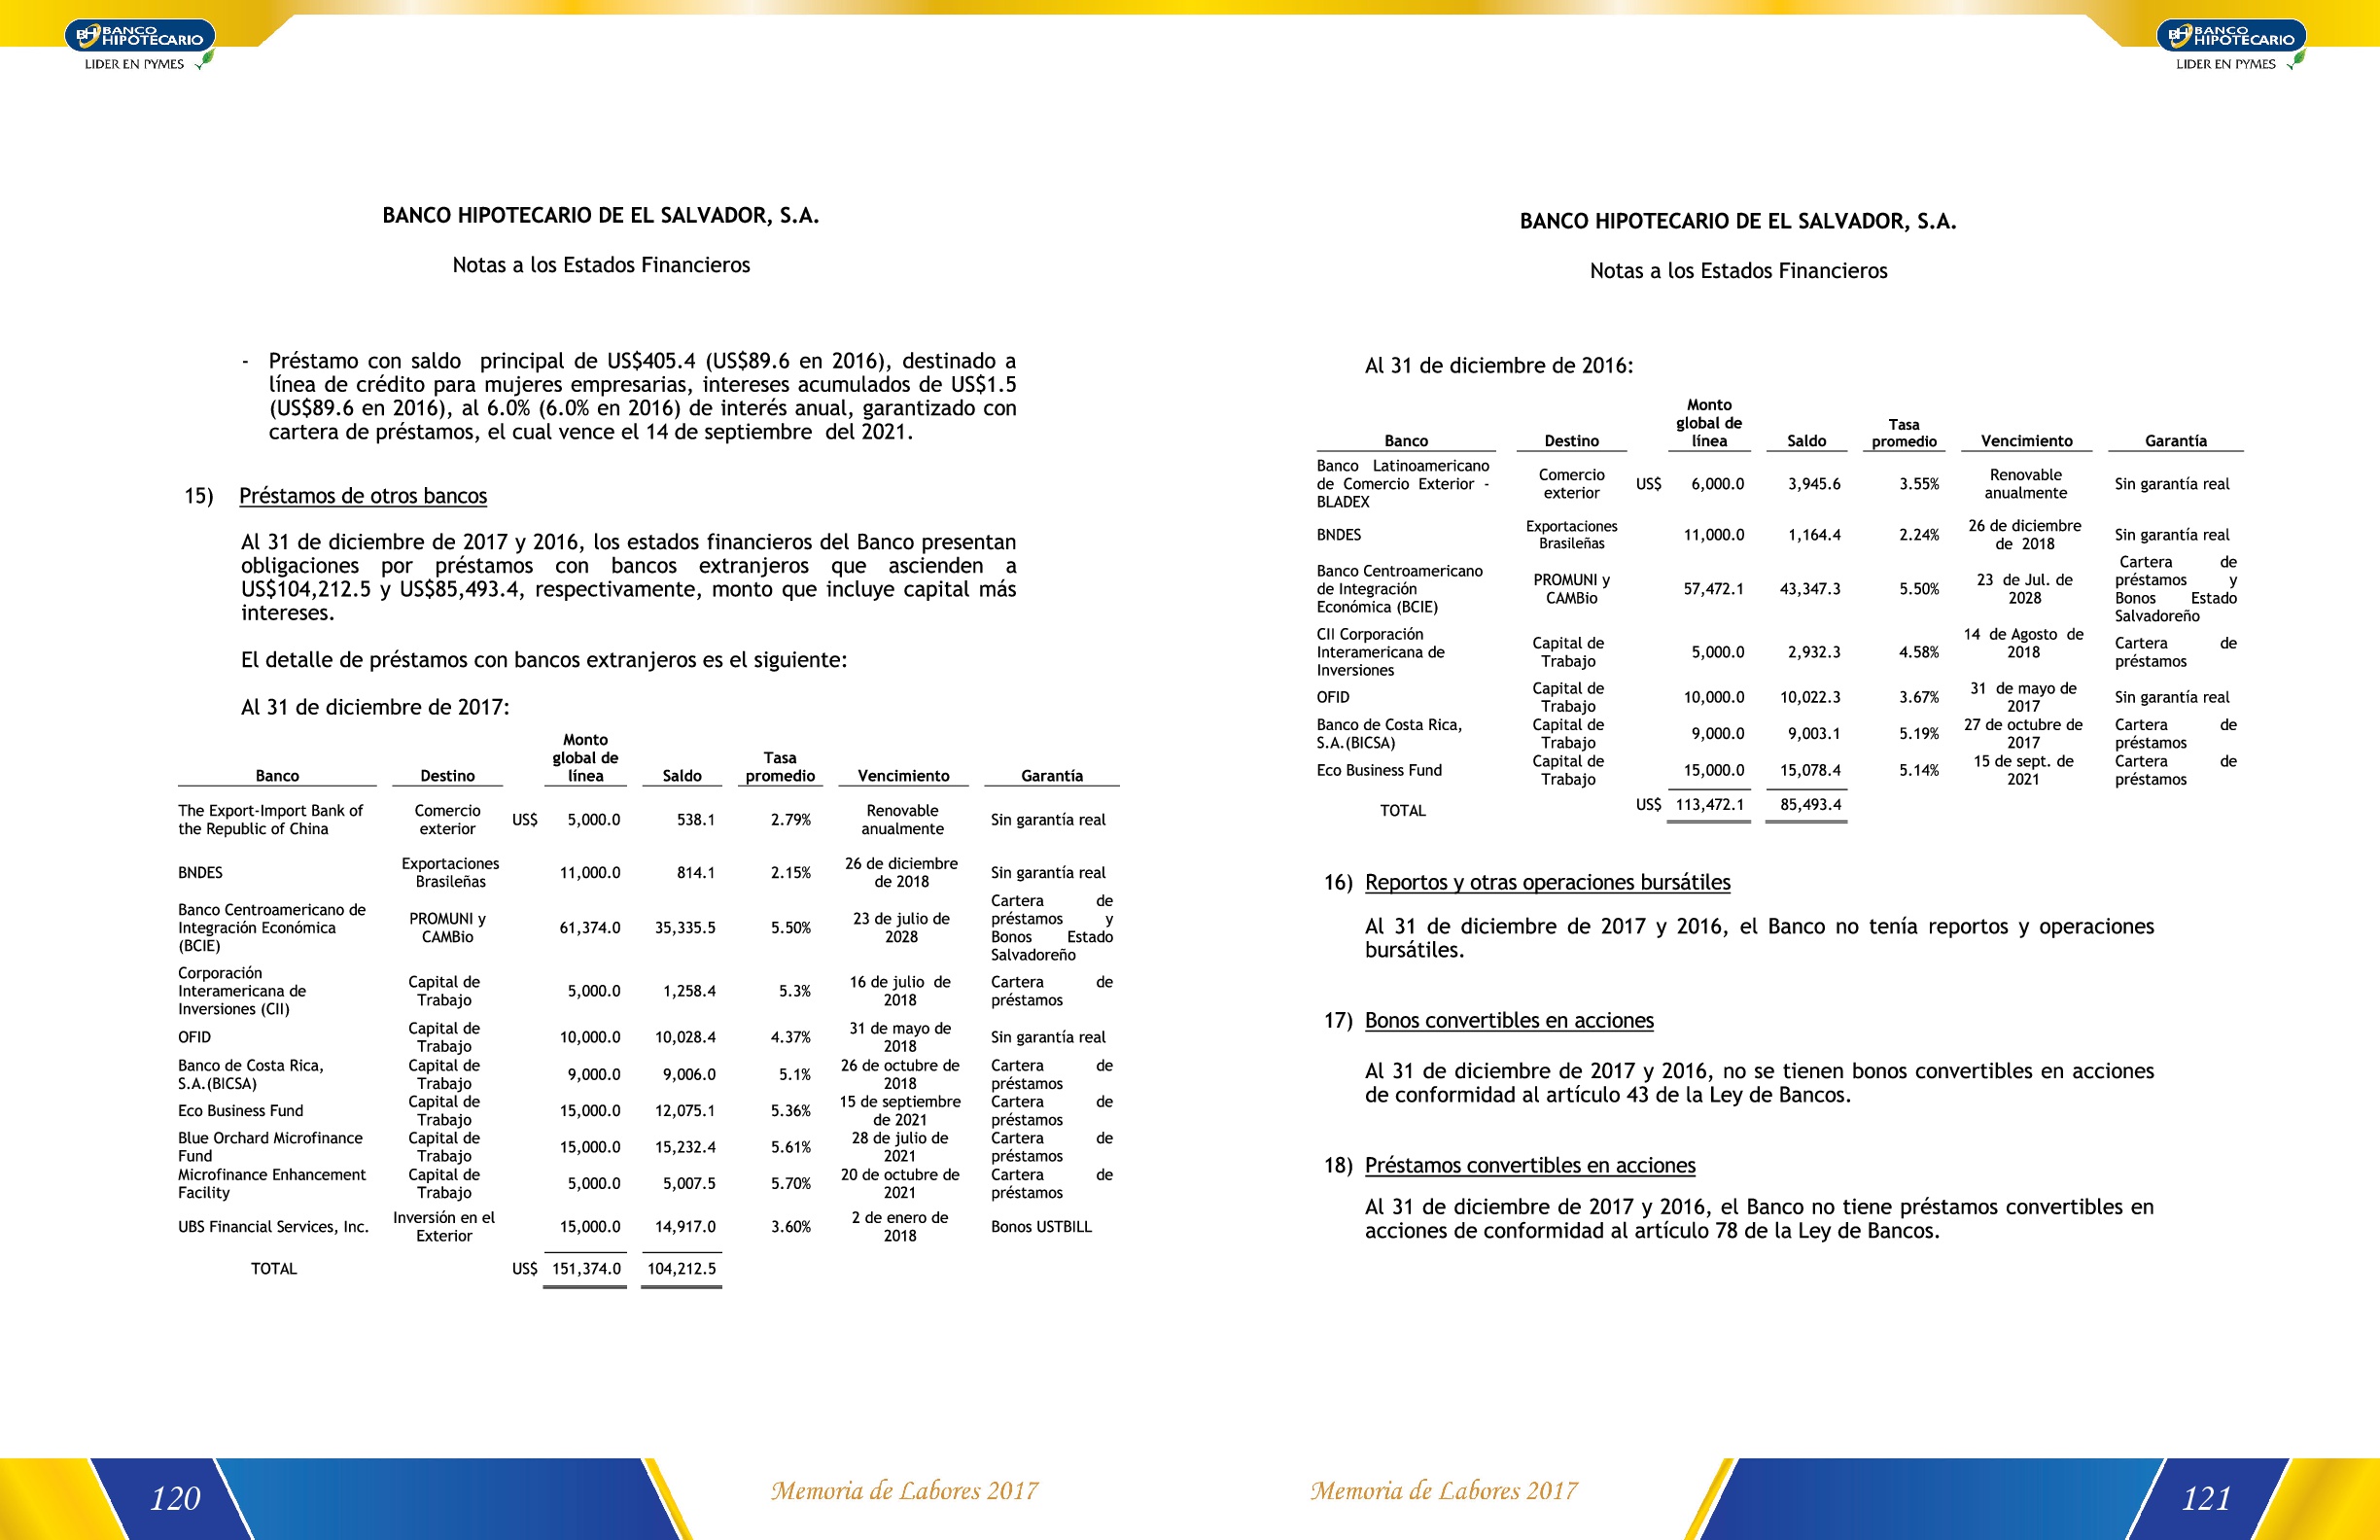 BANCO
HIPOTECARIO
LIDER EN PYMES
BANCO HIPOTECARIO DE EL SALVADOR, S.A.
Notas a los Estados Financieros
- Préstamo con saldo principal de US$405.4 (US$89.6 en 2016), destinado a
línea de crédito para mujeres empresarias, intereses acumulados de US$1.5
(US$89.6 en 2016), al 6.0% (6.0% en 2016) de interés anual, garantizado con
cartera de préstamos, el cual vence el 14 de septiembre del 2021.
15) Préstamos de otros bancos
Al 31 de diciembre de 2017 y 2016, los estados financieros del Banco presentan
obligaciones por préstamos con bancos extranjeros que ascienden a
US$104,212.5 y US$85,493.4, respectivamente, monto que incluye capital más
intereses.
El detalle de préstamos con bancos extranjeros es el siguiente:
Al 31 de diciembre de 2017:
Banco Destino Monto global de línea Saldo Tasa promedio Vencimiento Garantía
The Export-Import Bank of the Republic of China Comercio exterior US$ 5,000.0 538.1 2.79% Renovable anualmente Sin garantía real
BNDES Exportaciones Brasileñas 11,000.0 814.1 2.15% 26 de diciembre de 2018 Sin garantía real
Banco Centroamericano de Integración Económica (BCIE) PROMUNI y CAMBio 61,374.0 35,335.5 5.50% 23 de julio de 2028 Cartera de préstamos y Bonos Estado Salvadoreño
Corporación Interamericana de Inversiones (CII) Capital de Trabajo 5,000.0 1,258.4 5.3% 16 de julio de 2018 Cartera de préstamos
OFID Capital de Trabajo 10,000.0 10,028.4 4.37% 31 de mayo de 2018 Sin garantía real
Banco de Costa Rica, S.A.(BICSA) Capital de Trabajo 9,000.0 9,006.0 5.1% 26 de octubre de 2018 Cartera de préstamos
Eco Business Fund Capital de Trabajo 15,000.0 12,075.1 5.36% 15 de septiembre de 2021 Cartera de préstamos
Blue Orchard Microfinance Fund Capital de Trabajo 15,000.0 15,232.4 5.61% 28 de julio de 2021 Cartera de préstamos
Microfinance Enhancement Facility Capital de Trabajo 5,000.0 5,007.5 5.70% 20 de octubre de 2021 Cartera de préstamos
UBS Financial Services, Inc. Inversión en el Exterior 15,000.0 14,917.0 3.60% 2 de enero de 2018 Bonos USTBILL
TOTAL US$ 151,374.0 104,212.5
120
Memoria de Labores 2017
BANCO
HIPOTECARIO
LIDER EN PYMES
BANCO HIPOTECARIO DE EL SALVADOR, S.A.
Notas a los Estados Financieros
Al 31 de diciembre de 2016:
Banco Destino Monto global de línea Saldo Tasa promedio Vencimiento Garantía
Banco Latinoamericano de Comercio Exterior - BLADEX Comercio exterior US$ 6,000.0 3,945.6 3.55% Renovable anualmente Sin garantía real
BNDES Exportaciones Brasileñas 11,000.0 1,164.4 2.24% 26 de diciembre de 2018 Sin garantía real
Banco Centroamericano de Integración Económica (BCIE) PROMUNI y CAMBio 57,472.1 43,347.3 5.50% 23 de Jul. de 2028 Cartera de préstamos y Bonos Estado Salvadoreño
CII Corporación Interamericana de Inversiones Capital de Trabajo 5,000.0 2,932.3 4.58% 14 de Agosto de 2018 Cartera de préstamos
OFID Capital de Trabajo 10,000.0 10,022.3 3.67% 31 de mayo de 2017 Sin garantía real
Banco de Costa Rica, S.A.(BICSA) Capital de Trabajo 9,000.0 9,003.1 5.19% 27 de octubre de 2017 Cartera de préstamos
Eco Business Fund Capital de Trabajo 15,000.0 15,078.4 5.14% 15 de sept. de 2021 Cartera de préstamos
TOTAL US$ 113,472.1 85,493.4
16) Reportos y otras operaciones bursátiles
Al 31 de diciembre de 2017 y 2016, el Banco no tenía reportos y operaciones
bursátiles.
17) Bonos convertibles en acciones
Al 31 de diciembre de 2017 y 2016, no se tienen bonos convertibles en acciones
de conformidad al artículo 43 de la Ley de Bancos.
18) Préstamos convertibles en acciones
Al 31 de diciembre de 2017 y 2016, el Banco no tiene préstamos convertibles en
acciones de conformidad al artículo 78 de la Ley de Bancos.
Memoria de Labores 2017
121